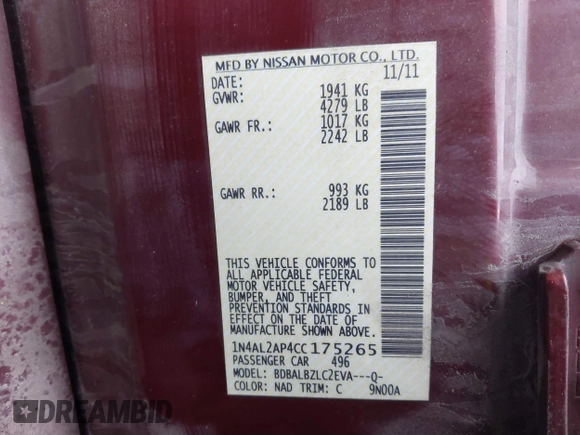 MFD BY NISSAN MOTOR CO., LTD.
DATE: 11/11
GVWR: 1941 KG
4279 LB
GAWR FR.: 1017 KG
2242 LB
GAWR RR.: 993 KG
2189 LB
THIS VEHICLE CONFORMS TO
ALL APPLICABLE FEDERAL
MOTOR VEHICLE SAFETY,
BUMPER, AND THEFT
PREVENTION STANDARDS IN
EFFECT ON THE DATE OF
MANUFACTURE SHOWN ABOVE.
1N4AL2AP4CC175265
PASSENGER CAR 496
MODEL: BDBALBZLC2EVA---Q-
COLOR: NAD TRIM: C 9N00A
DREAMBID